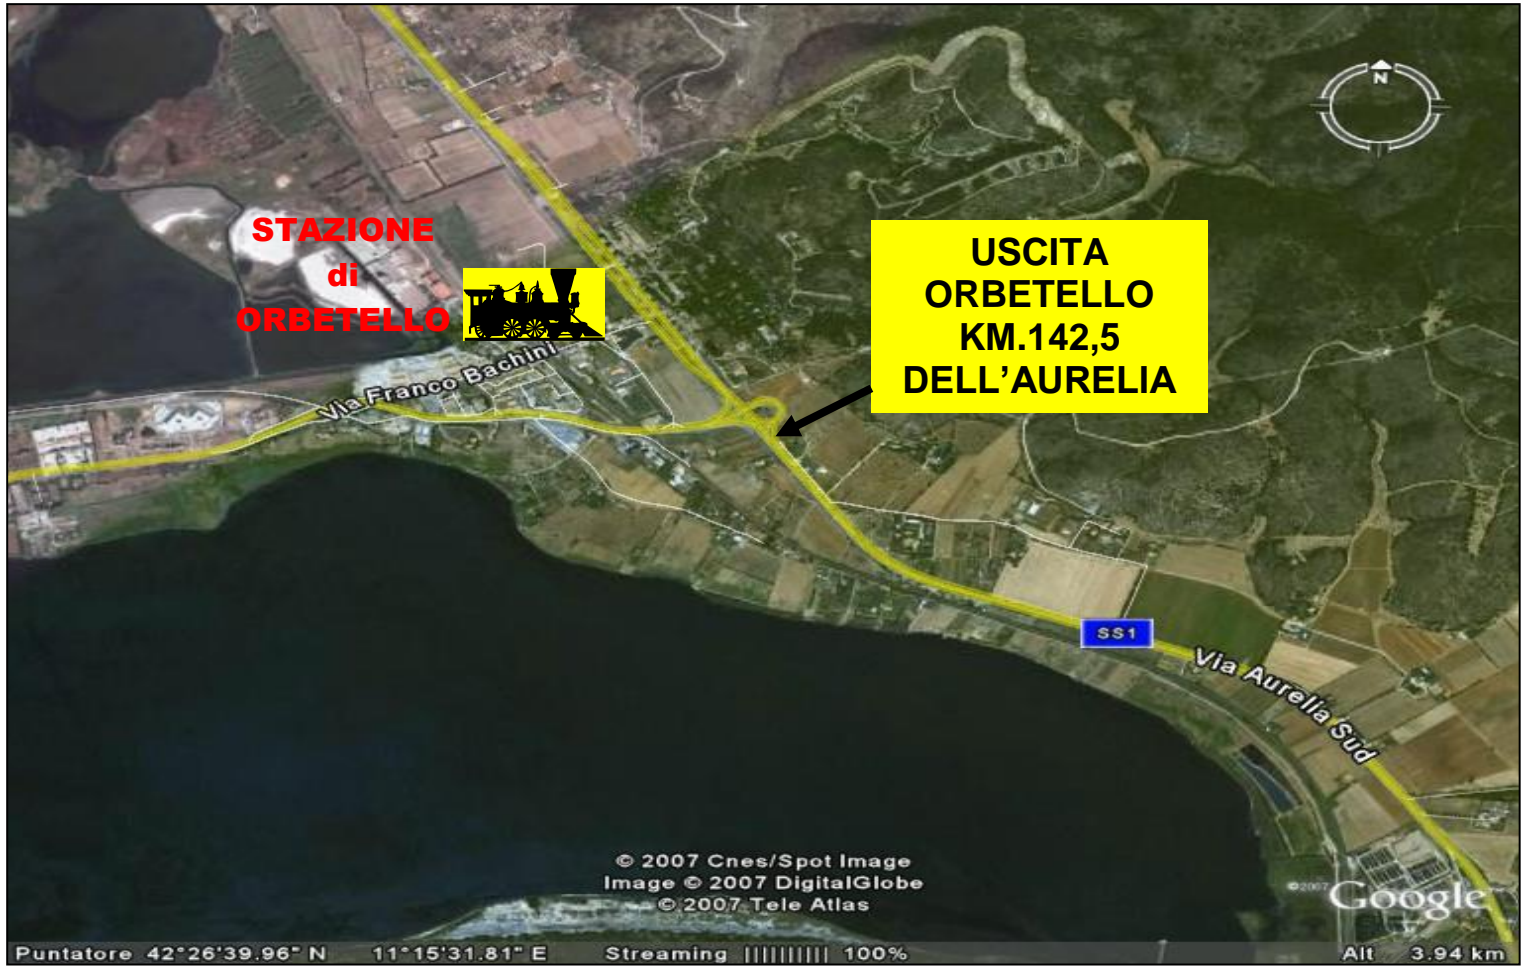 N
STAZIONE
di
ORBETELLO
USCITA
ORBETELLO
KM.142,5
DELL'AURELIA
Via Franco Bachini
SS1
Via Aurelia Sud
© 2007 Cnes/Spot Image
Image © 2007 DigitalGlobe
© 2007 Tele Atlas
©2007 Google
Puntatore 42°26'39.96" N 11°15'31.81" E Streaming |||||||||| 100% Alt 3.94 km